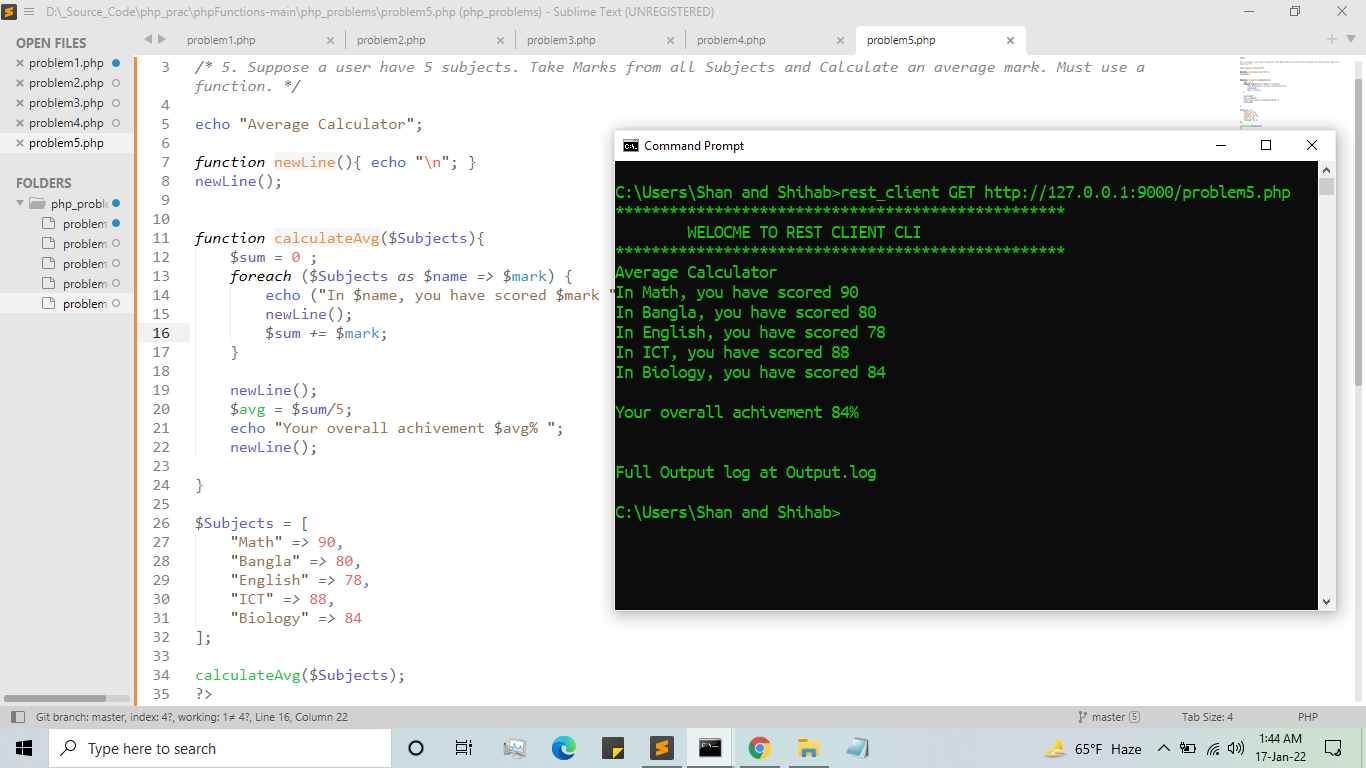 D:\_Source_Code\php_prac\phpFunctions-main\php_problems\problem5.php (php_problems) - Sublime Text (UNREGISTERED)
OPEN FILES
problem1.php
problem2.php
problem3.php
problem4.php
problem5.php
FOLDERS
php_proble
problem
problem
problem
problem
problem
problem1.php problem2.php problem3.php problem4.php problem5.php
3 /* 5. Suppose a user have 5 subjects. Take Marks from all Subjects and Calculate an average mark. Must use a
function. */
4
5 echo "Average Calculator";
6
7 function newLine(){ echo "\n"; }
8 newLine();
9
10
11 function calculateAvg($Subjects){
12 $sum = 0 ;
13 foreach ($Subjects as $name => $mark) {
14 echo ("In $name, you have scored $mark "
15 newLine();
16 $sum += $mark;
17 }
18
19 newLine();
20 $avg = $sum/5;
21 echo "Your overall achivement $avg% ";
22 newLine();
23
24 }
25
26 $Subjects = [
27 "Math" => 90,
28 "Bangla" => 80,
29 "English" => 78,
30 "ICT" => 88,
31 "Biology" => 84
32 ];
33
34 calculateAvg($Subjects);
35 ?>
Command Prompt
C:\Users\Shan and Shihab>rest_client GET http://127.0.0.1:9000/problem5.php
**************************************************
WELOCME TO REST CLIENT CLI
**************************************************
Average Calculator
In Math, you have scored 90
In Bangla, you have scored 80
In English, you have scored 78
In ICT, you have scored 88
In Biology, you have scored 84
Your overall achivement 84%
Full Output log at Output.log
C:\Users\Shan and Shihab>
Git branch: master, index: 4?, working: 1≠ 4?, Line 16, Column 22 master 5 Tab Size: 4 PHP
Type here to search
65°F Haze
1:44 AM
17-Jan-22